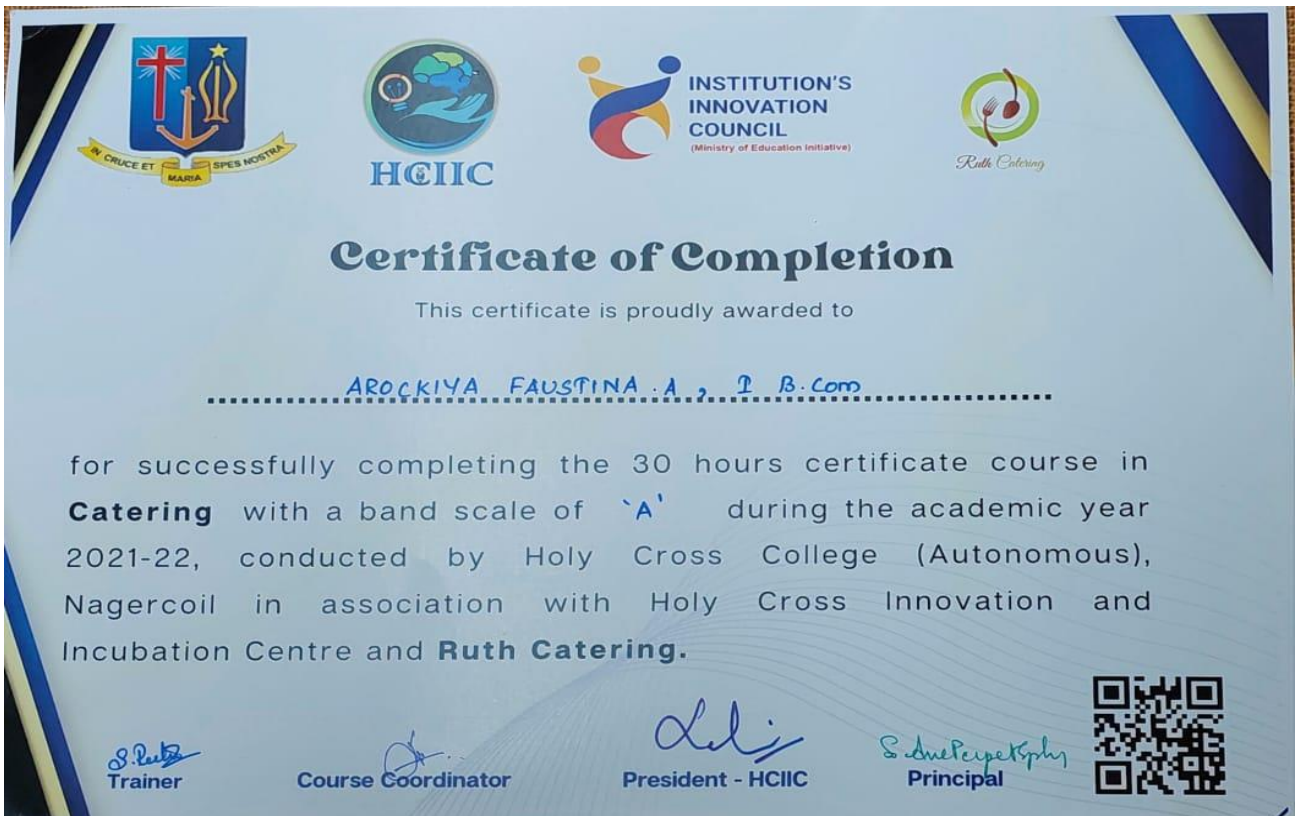 IN CRUCE ET MARIA SPES NOSTRA
HCIIC
INSTITUTION'S
INNOVATION
COUNCIL
(Ministry of Education Initiative)
Ruth Catering
Certificate of Completion
This certificate is proudly awarded to
AROCKIYA FAUSTINA.A, I B.Com
for successfully completing the 30 hours certificate course in
Catering with a band scale of 'A' during the academic year
2021-22, conducted by Holy Cross College (Autonomous),
Nagercoil in association with Holy Cross Innovation and
Incubation Centre and Ruth Catering.
Trainer
Course Coordinator
President - HCIIC
Principal